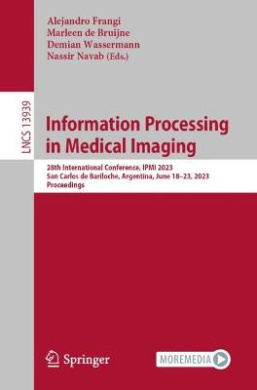 Alejandro Frangi
Marleen de Bruijne
Demian Wassermann
Nassir Navab (Eds.)
LNCS 13939
Information Processing
in Medical Imaging
28th International Conference, IPMI 2023
San Carlos de Bariloche, Argentina, June 18–23, 2023
Proceedings
Springer
MOREMEDIA